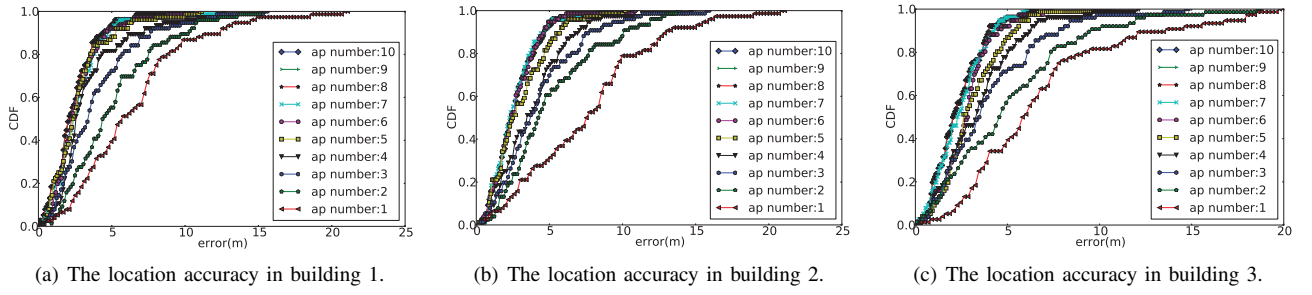 1.0
0.8
0.6
0.4
0.2
0.0
CDF
0
5
10
15
20
25
error(m)
ap number:10
ap number:9
ap number:8
ap number:7
ap number:6
ap number:5
ap number:4
ap number:3
ap number:2
ap number:1
(a) The location accuracy in building 1.
1.0
0.8
0.6
0.4
0.2
0.0
CDF
0
5
10
15
20
25
error(m)
ap number:10
ap number:9
ap number:8
ap number:7
ap number:6
ap number:5
ap number:4
ap number:3
ap number:2
ap number:1
(b) The location accuracy in building 2.
1.0
0.8
0.6
0.4
0.2
0.0
CDF
0
5
10
15
20
error(m)
ap number:10
ap number:9
ap number:8
ap number:7
ap number:6
ap number:5
ap number:4
ap number:3
ap number:2
ap number:1
(c) The location accuracy in building 3.